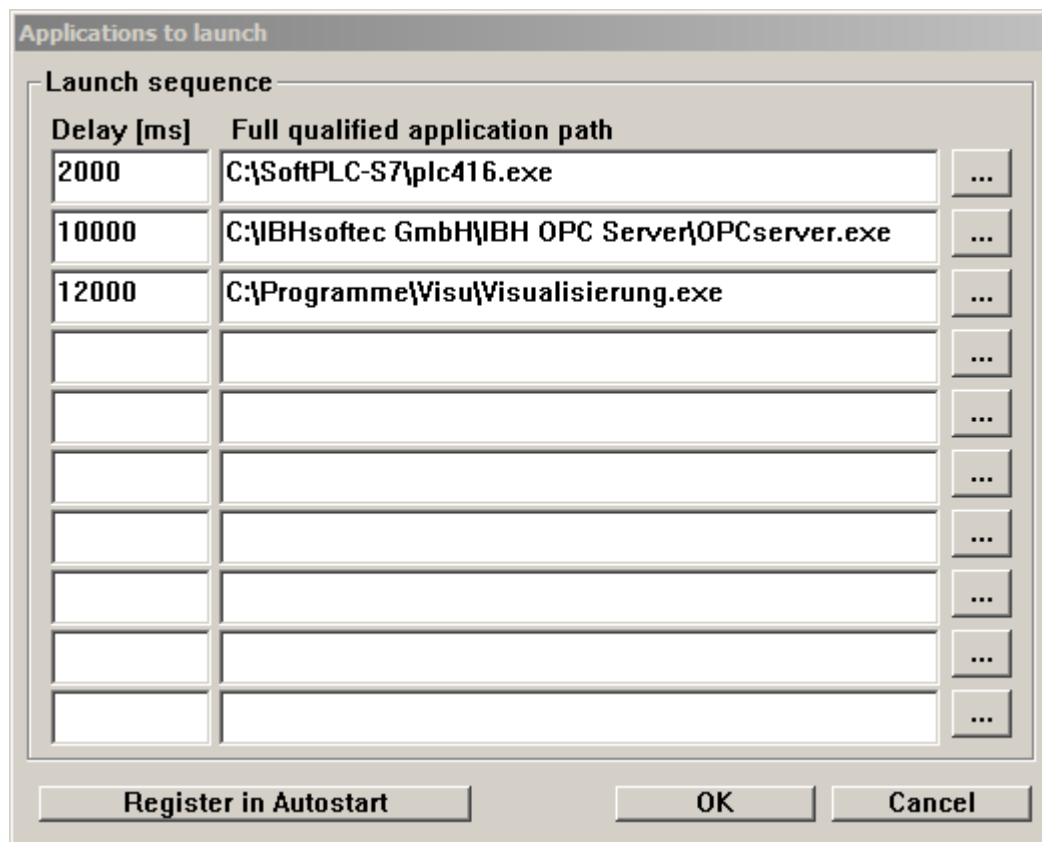 Applications to launch
Launch sequence
Delay [ms] Full qualified application path
2000 C:\SoftPLC-S7\plc416.exe ...
10000 C:\IBHsoftec GmbH\IBH OPC Server\OPCserver.exe ...
12000 C:\Programme\Visu\Visualisierung.exe ...
...
...
...
...
...
...
...
Register in Autostart OK Cancel